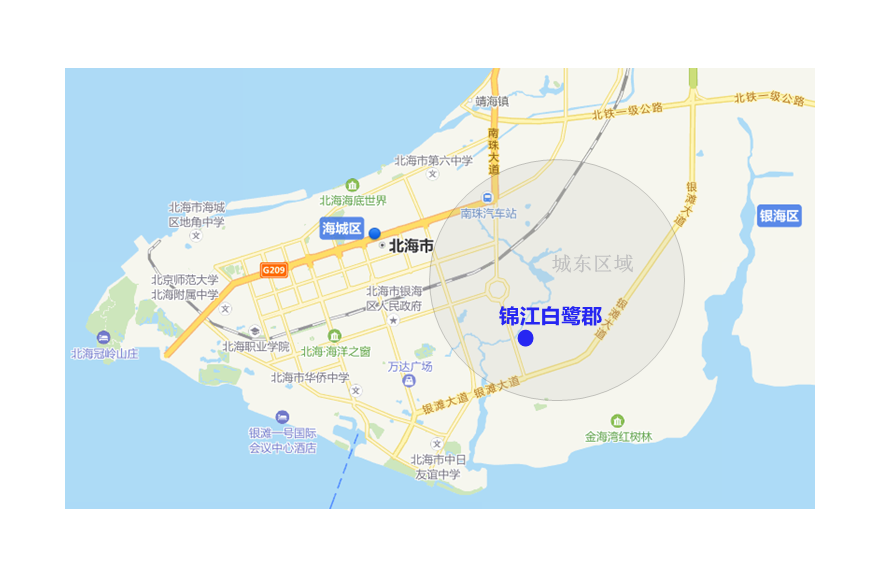 靖海镇
北铁一级公路
北铁一级公路
南珠大道
北海市第六中学
银滩大道
北海海底世界
北海市海城
区地角中学
南珠汽车站
银海区
海城区
北海市
城东区域
G209
北京师范大学
北海附属中学
北海市银海
区人民政府
银滩大道
锦江白鹭郡
北海职业学院
北海·海洋之窗
北海冠岭山庄
万达广场
北海市华侨中学
银滩大道
银滩大道
银滩一号国际
会议中心酒店
金海湾红树林
北海市中日
友谊中学